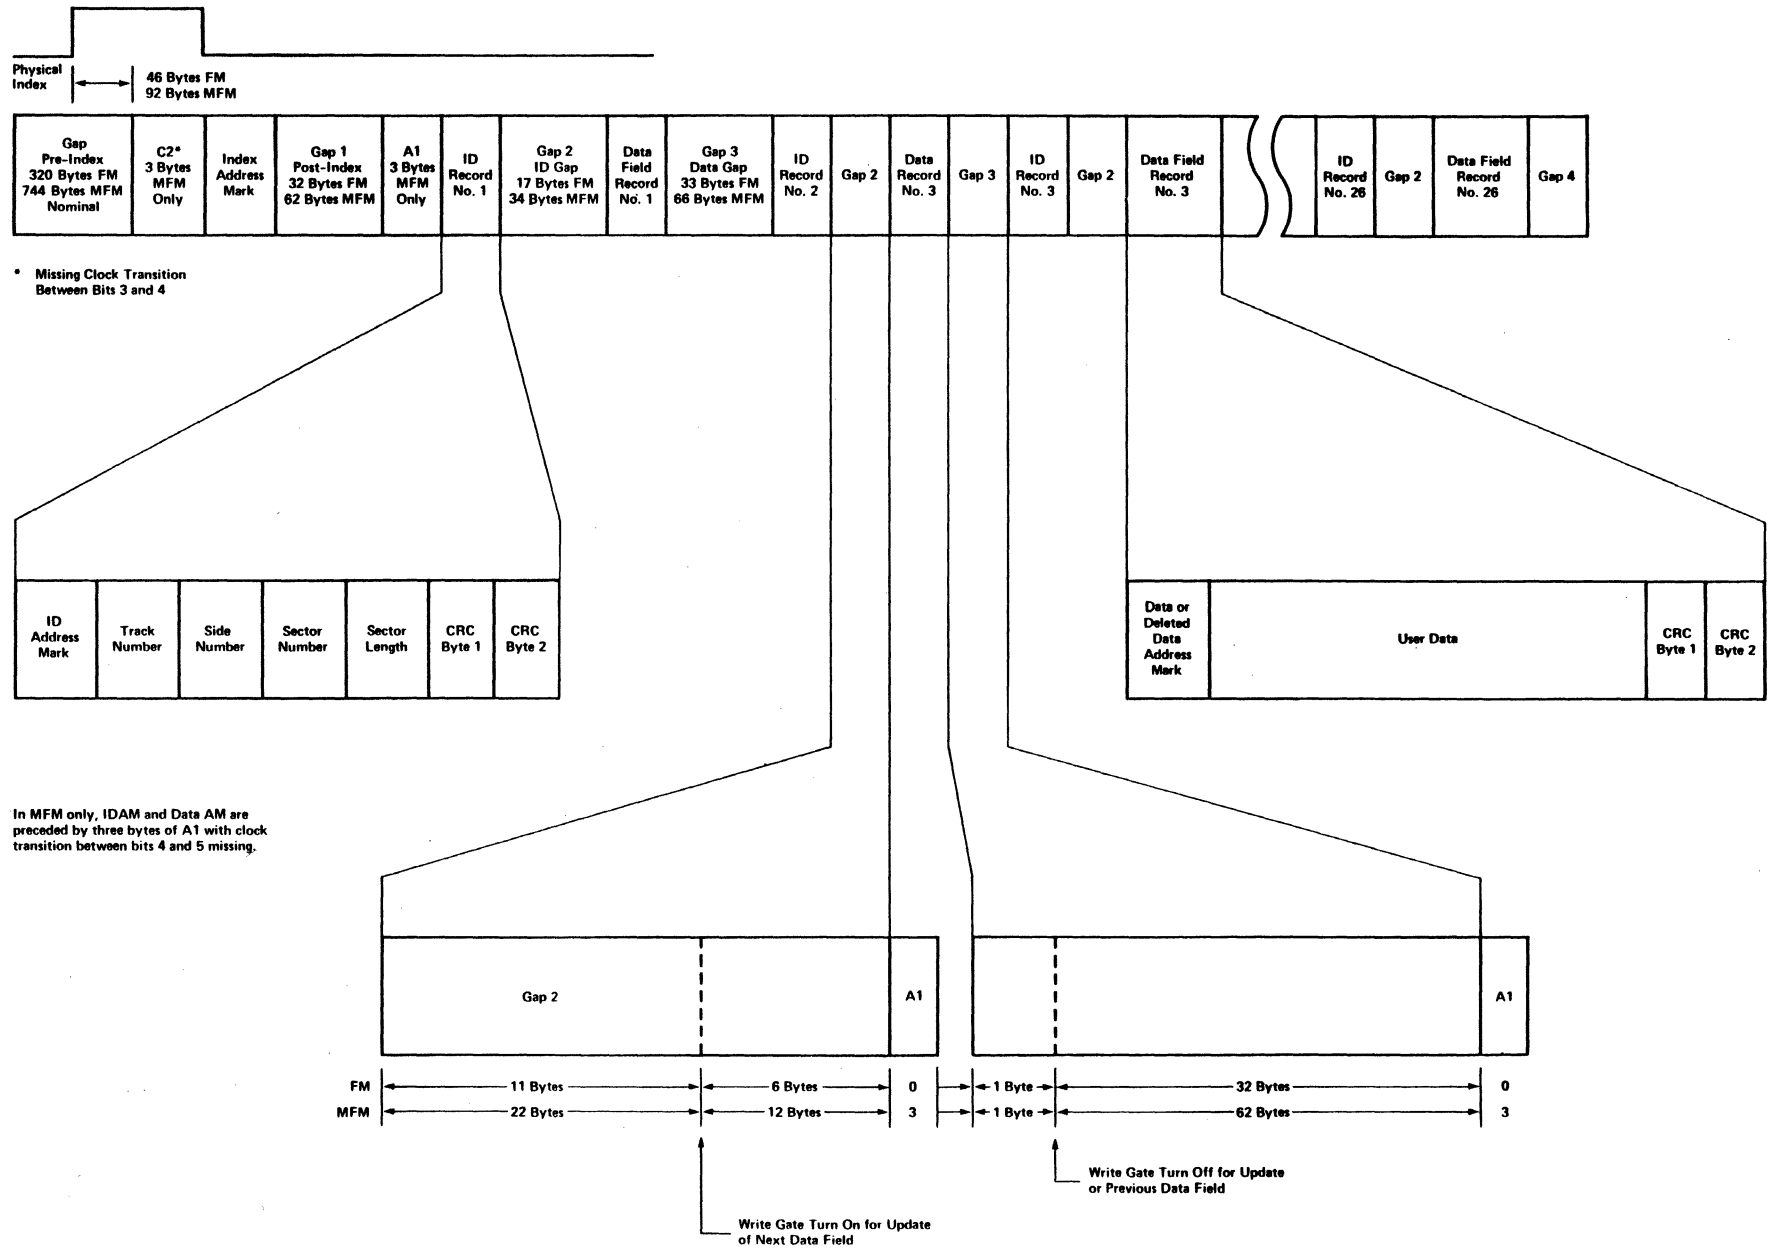 Physical
Index
46 Bytes FM
92 Bytes MFM
Gap
Pre-Index
320 Bytes FM
744 Bytes MFM
Nominal
C2*
3 Bytes
MFM
Only
Index
Address
Mark
Gap 1
Post-Index
32 Bytes FM
62 Bytes MFM
A1
3 Bytes
MFM
Only
ID
Record
No. 1
Gap 2
ID Gap
17 Bytes FM
34 Bytes MFM
Data
Field
Record
No. 1
Gap 3
Data Gap
33 Bytes FM
66 Bytes MFM
ID
Record
No. 2
Gap 2
Data
Record
No. 3
Gap 3
ID
Record
No. 3
Gap 2
Data Field
Record
No. 3
ID
Record
No. 26
Gap 2
Data Field
Record
No. 26
Gap 4
* Missing Clock Transition
Between Bits 3 and 4
ID
Address
Mark
Track
Number
Side
Number
Sector
Number
Sector
Length
CRC
Byte 1
CRC
Byte 2
Data or
Deleted
Data
Address
Mark
User Data
CRC
Byte 1
CRC
Byte 2
In MFM only, IDAM and Data AM are
preceded by three bytes of A1 with clock
transition between bits 4 and 5 missing.
Gap 2
A1
A1
FM 11 Bytes 6 Bytes 0 1 Byte 32 Bytes 0
MFM 22 Bytes 12 Bytes 3 1 Byte 62 Bytes 3
Write Gate Turn Off for Update
or Previous Data Field
Write Gate Turn On for Update
of Next Data Field